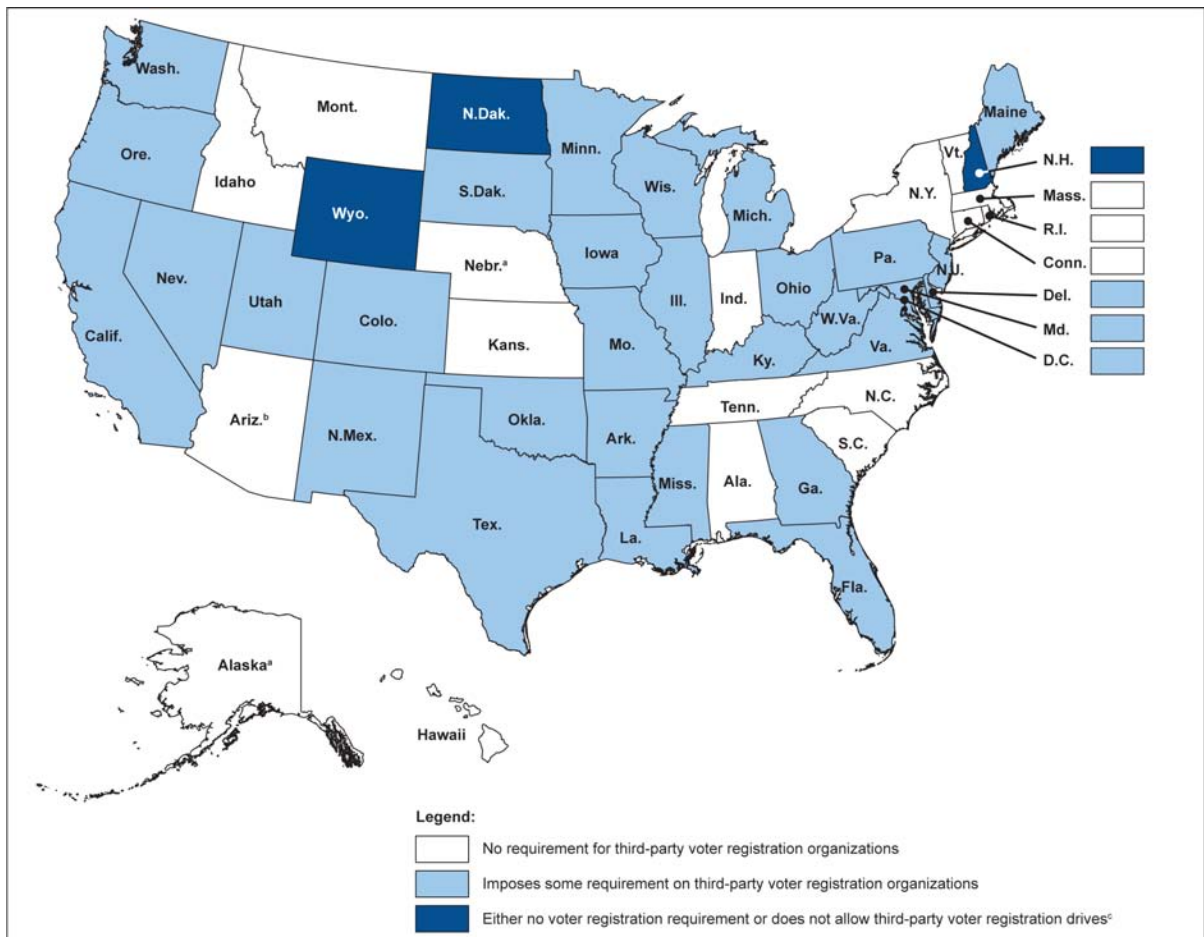 Wash.
Mont.
N.Dak.
Minn.
Maine
Ore.
Idaho
Wyo.
S.Dak.
Wis.
Mich.
N.Y.
Vt.
N.H.
Mass.
R.I.
Conn.
Del.
Md.
D.C.
Nev.
Utah
Colo.
Nebr.ᵃ
Iowa
Ill.
Ind.
Ohio
Pa.
N.J.
Calif.
Kans.
Mo.
Ky.
W.Va.
Va.
Ariz.ᵇ
N.Mex.
Okla.
Ark.
Tenn.
N.C.
S.C.
Tex.
La.
Miss.
Ala.
Ga.
Fla.
Alaskaᵃ
Hawaii
Legend:
No requirement for third-party voter registration organizations
Imposes some requirement on third-party voter registration organizations
Either no voter registration requirement or does not allow third-party voter registration drivesᶜ